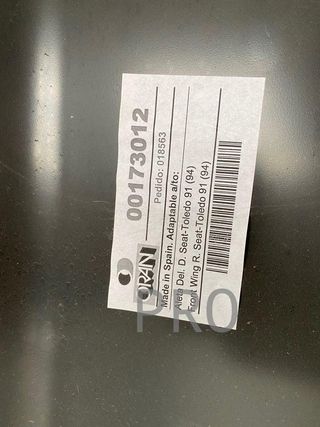 00173012
Pedido: 018563
ORANT
Made in Spain. Adaptable a/to:
Aleta Del. D. Seat-Toledo 91 (94)
Front Wing R. Seat-Toledo 91 (94)
PRO